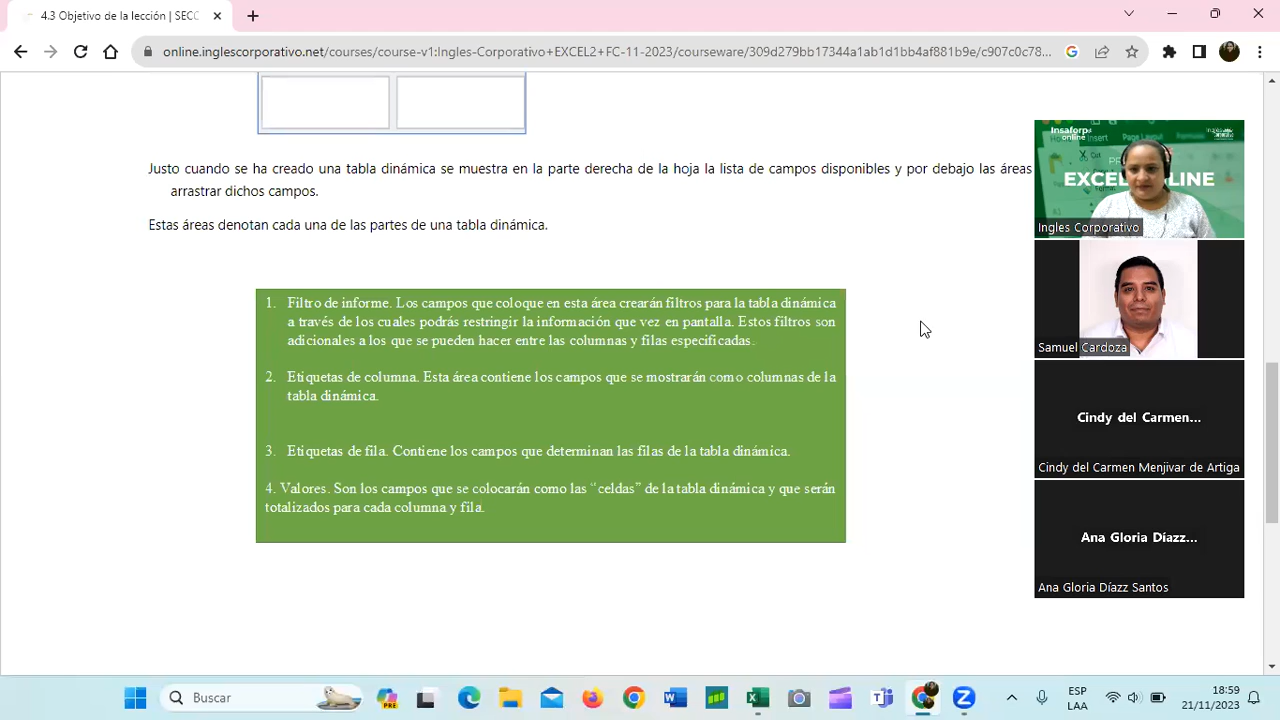 4.3 Objetivo de la lección | SECC
online.inglescorporativo.net/courses/course-v1:Ingles-Corporativo+EXCEL2+FC-11-2023/courseware/309d279bb17344a1ab1d1bb4af881b9e/c907c0c78...
Justo cuando se ha creado una tabla dinámica se muestra en la parte derecha de la hoja la lista de campos disponibles y por debajo las áreas
arrastrar dichos campos.
Estas áreas denotan cada una de las partes de una tabla dinámica.
1. Filtro de informe. Los campos que coloque en esta área crearán filtros para la tabla dinámica
a través de los cuales podrás restringir la información que vez en pantalla. Estos filtros son
adicionales a los que se pueden hacer entre las columnas y filas especificadas.
2. Etiquetas de columna. Esta área contiene los campos que se mostrarán como columnas de la
tabla dinámica.
3. Etiquetas de fila. Contiene los campos que determinan las filas de la tabla dinámica.
4. Valores. Son los campos que se colocarán como las “celdas” de la tabla dinámica y que serán
totalizados para cada columna y fila.
Insaforp
online
Insert Page Layout Formulas
Cut
EXCEL ONLINE
Ingles Corporativo
Samuel Cardoza
Cindy del Carmen...
Cindy del Carmen Menjivar de Artiga
Ana Gloria Díazz...
Ana Gloria Díazz Santos
Buscar
PRE
ESP
LAA
18:59
21/11/2023